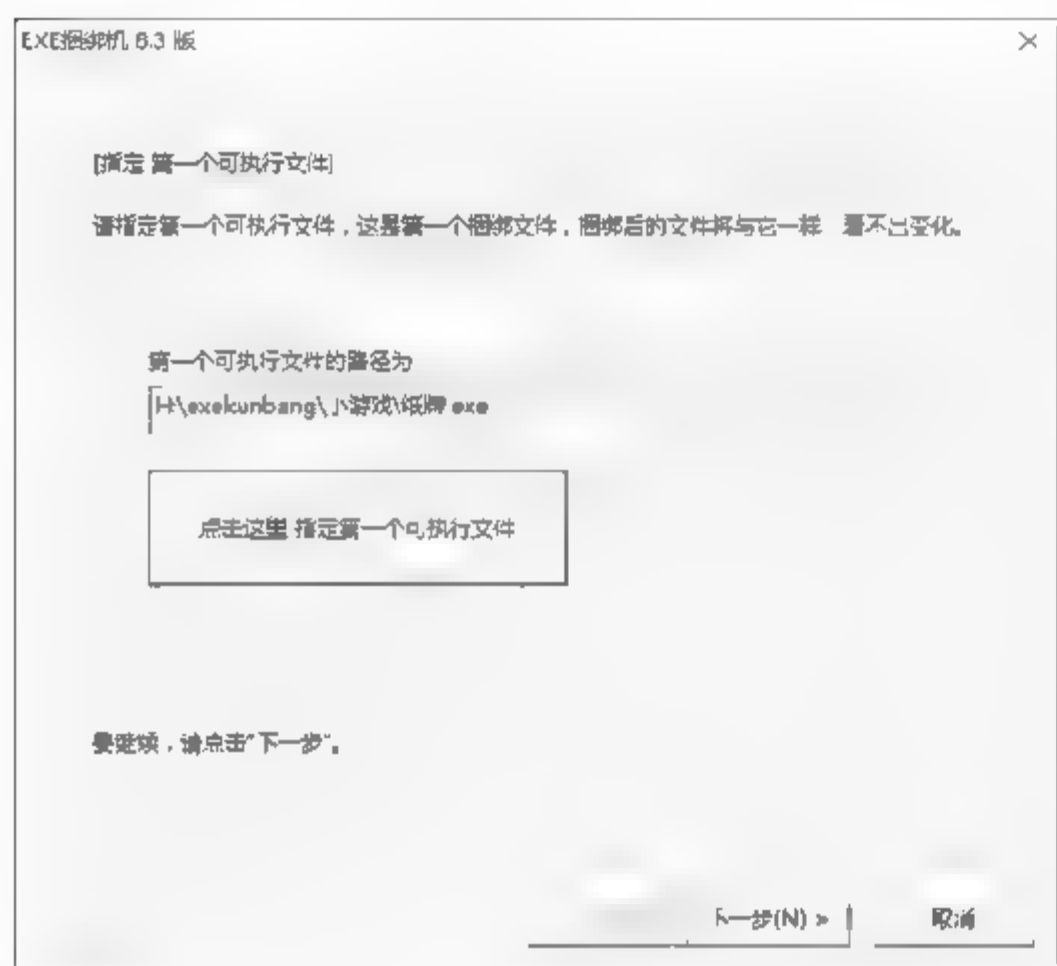 EXE捆绑机 6.3 版
[指定 第一个可执行文件]
请指定第一个可执行文件，这是第一个捆绑文件，捆绑后的文件将与它一样 看不出变化。
第一个可执行文件的路径为
H:\exekunbang\小游戏\纸牌.exe
点击这里 指定第一个可执行文件
要继续，请点击"下一步"。
下一步(N) >
取消